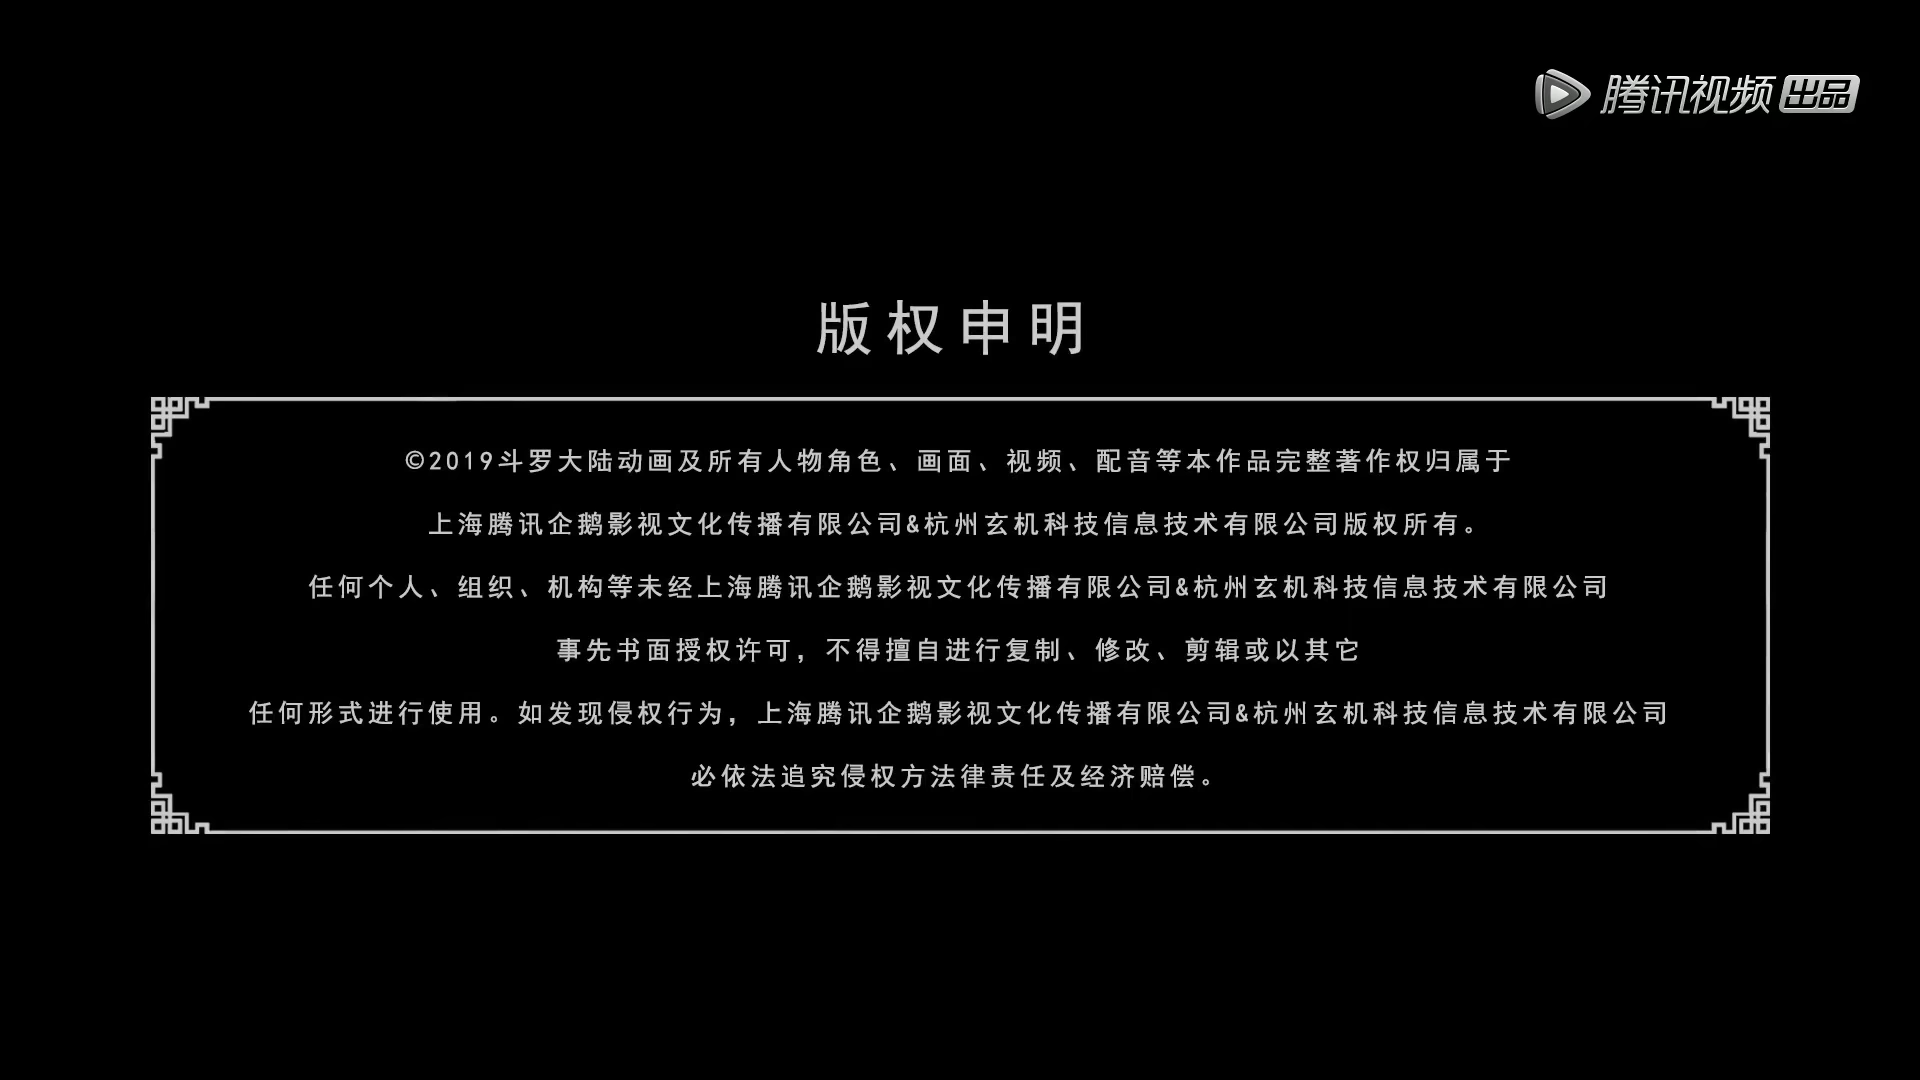 腾讯视频 出品
版权申明
©2019斗罗大陆动画及所有人物角色、画面、视频、配音等本作品完整著作权归属于
上海腾讯企鹅影视文化传播有限公司&杭州玄机科技信息技术有限公司版权所有。
任何个人、组织、机构等未经上海腾讯企鹅影视文化传播有限公司&杭州玄机科技信息技术有限公司
事先书面授权许可，不得擅自进行复制、修改、剪辑或以其它
任何形式进行使用。如发现侵权行为，上海腾讯企鹅影视文化传播有限公司&杭州玄机科技信息技术有限公司
必依法追究侵权方法律责任及经济赔偿。